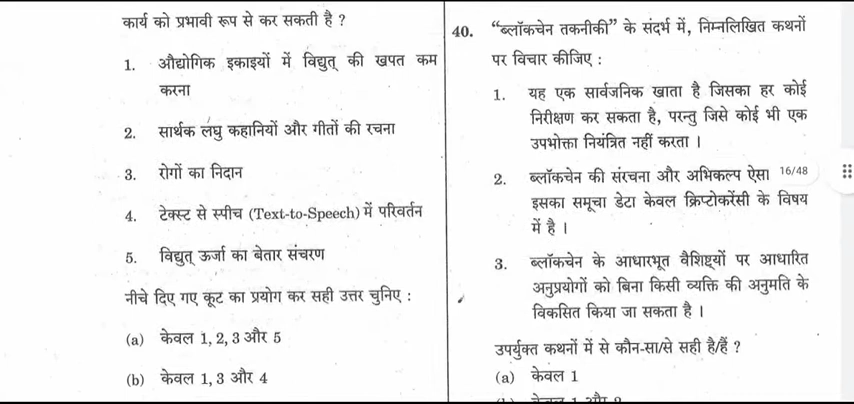 कार्य को प्रभावी रूप से कर सकती है ?
1. औद्योगिक इकाइयों में विद्युत् की खपत कम
करना
2. सार्थक लघु कहानियों और गीतों की रचना
3. रोगों का निदान
4. टेक्स्ट से स्पीच (Text-to-Speech) में परिवर्तन
5. विद्युत् ऊर्जा का बेतार संचरण
नीचे दिए गए कूट का प्रयोग कर सही उत्तर चुनिए :
(a) केवल 1, 2, 3 और 5
(b) केवल 1, 3 और 4
40. “ब्लॉकचेन तकनीकी” के संदर्भ में, निम्नलिखित कथनों
पर विचार कीजिए :
1. यह एक सार्वजनिक खाता है जिसका हर कोई
निरीक्षण कर सकता है, परन्तु जिसे कोई भी एक
उपभोक्ता नियंत्रित नहीं करता ।
2. ब्लॉकचेन की संरचना और अभिकल्प ऐसा 16/48
इसका समूचा डेटा केवल क्रिप्टोकरेंसी के विषय
में है ।
3. ब्लॉकचेन के आधारभूत वैशिष्ट्यों पर आधारित
अनुप्रयोगों को बिना किसी व्यक्ति की अनुमति के
विकसित किया जा सकता है ।
उपर्युक्त कथनों में से कौन-सा/से सही है/हैं ?
(a) केवल 1